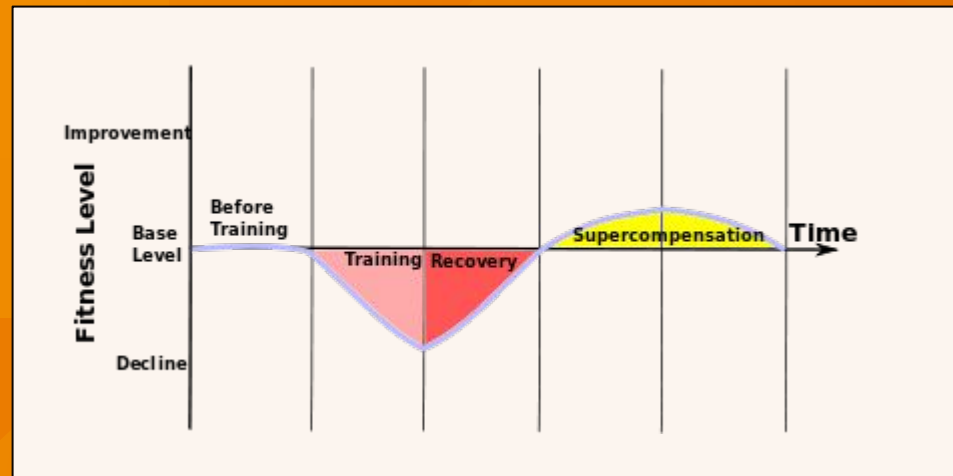 Improvement
Fitness Level
Before
Training
Base
Level
Training
Recovery
Supercompensation
Time
Decline